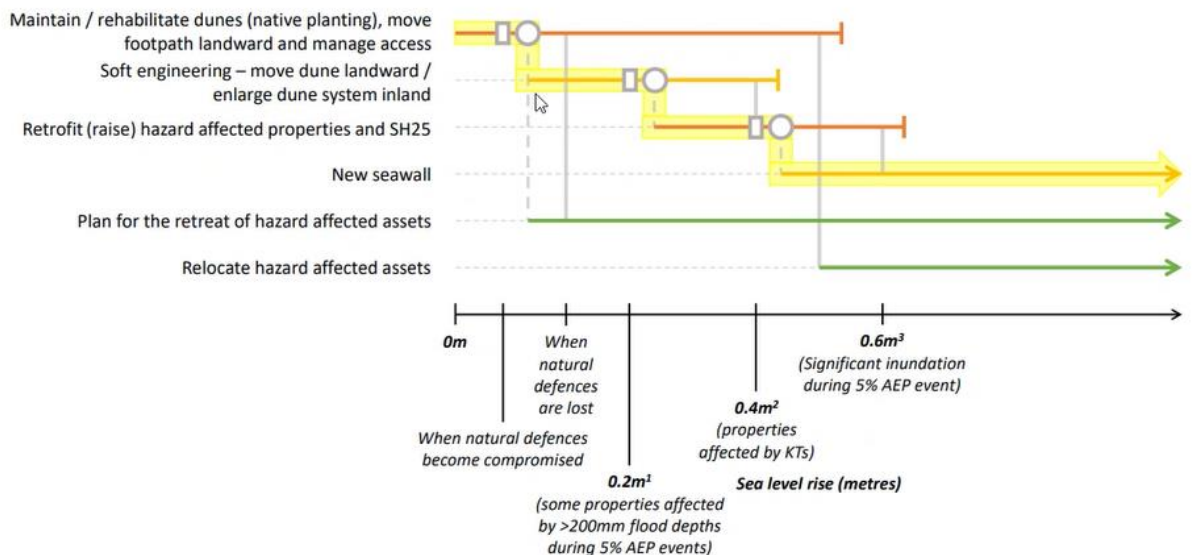 Maintain / rehabilitate dunes (native planting), move
footpath landward and manage access
Soft engineering – move dune landward /
enlarge dune system inland
Retrofit (raise) hazard affected properties and SH25
New seawall
Plan for the retreat of hazard affected assets
Relocate hazard affected assets
0m
When
natural
defences
are lost
0.6m³
(Significant inundation
during 5% AEP event)
When natural defences
become compromised
0.4m²
(properties
affected by KTs)
0.2m¹
(some properties affected
by >200mm flood depths
during 5% AEP events)
Sea level rise (metres)